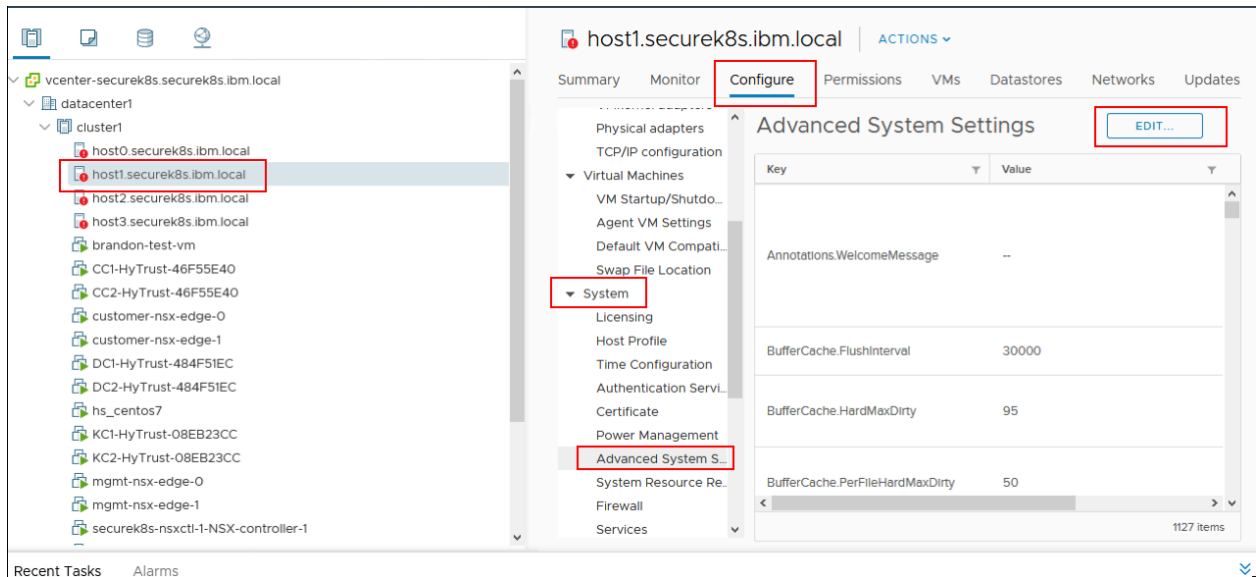 vcenter-securek8s.securek8s.ibm.local
datacenter1
cluster1
host0.securek8s.ibm.local
host1.securek8s.ibm.local
host2.securek8s.ibm.local
host3.securek8s.ibm.local
brandon-test-vm
CC1-HyTrust-46F55E40
CC2-HyTrust-46F55E40
customer-nsx-edge-0
customer-nsx-edge-1
DC1-HyTrust-484F51EC
DC2-HyTrust-484F51EC
hs_centos7
KC1-HyTrust-08EB23CC
KC2-HyTrust-08EB23CC
mgmt-nsx-edge-0
mgmt-nsx-edge-1
securek8s-nsxctl-1-NSX-controller-1
host1.securek8s.ibm.local ACTIONS
Summary Monitor Configure Permissions VMs Datastores Networks Updates
Physical adapters
TCP/IP configuration
Virtual Machines
VM Startup/Shutdo...
Agent VM Settings
Default VM Compati...
Swap File Location
System
Licensing
Host Profile
Time Configuration
Authentication Servi...
Certificate
Power Management
Advanced System S...
System Resource Re...
Firewall
Services
Advanced System Settings EDIT...
Key Value
Annotations.WelcomeMessage --
BufferCache.FlushInterval 30000
BufferCache.HardMaxDirty 95
BufferCache.PerFileHardMaxDirty 50
1127 items
Recent Tasks Alarms